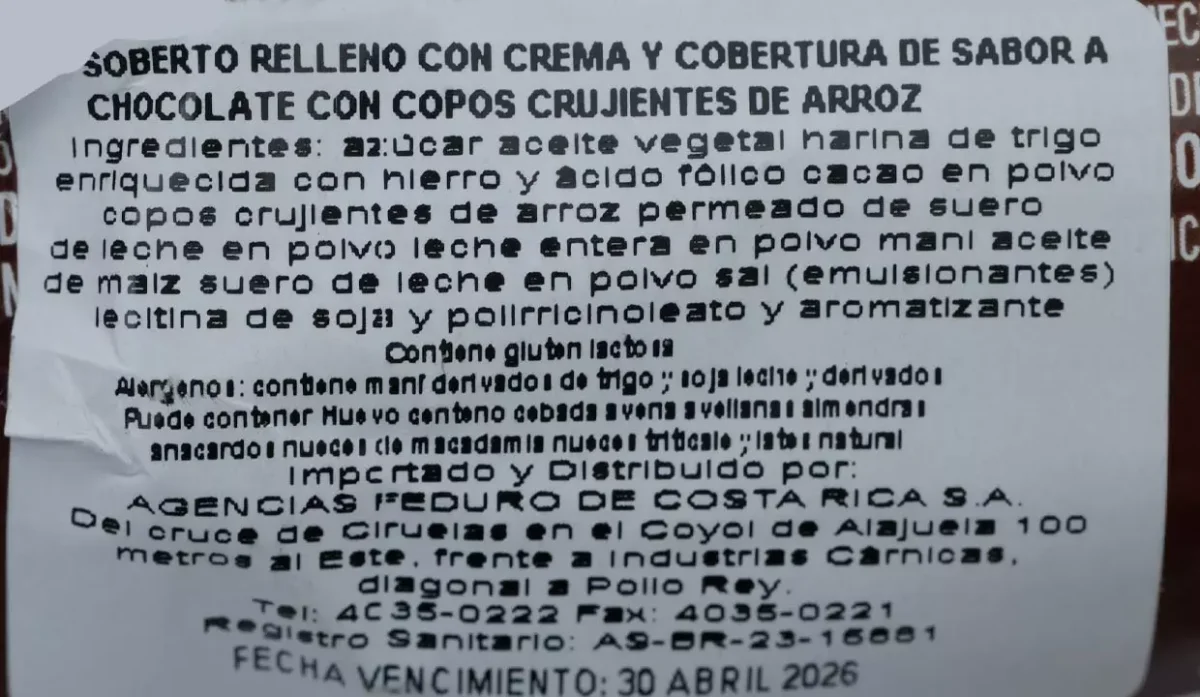 SOBERTO RELLENO CON CREMA Y COBERTURA DE SABOR A
CHOCOLATE CON COPOS CRUJIENTES DE ARROZ
Ingredientes: azúcar aceite vegetal harina de trigo
enriquecida con hierro y ácido fólico cacao en polvo
copos crujientes de arroz permeado de suero
de leche en polvo leche entera en polvo maní aceite
de maíz suero de leche en polvo sal (emulsionantes)
lecitina de soja y polirricinoleato y aromatizante
Contiene gluten lactosa
Alergenos: contiene maní derivados de trigo y soja leche y derivados
Puede contener Huevo centeno cebada avena avellanas almendras
anacardos nueces de macadamia nueces triticale y latex natural
Importado y Distribuido por:
AGENCIAS FEDURO DE COSTA RICA S.A.
Del cruce de Ciruelas en el Coyol de Alajuela 100
metros al Este, frente a Industrias Cárnicas,
diagonal a Pollo Rey.
Tel: 4035-0222 Fax: 4035-0221
Registro Sanitario:
FECHA VENCIMIENTO: 30 ABRIL 2026